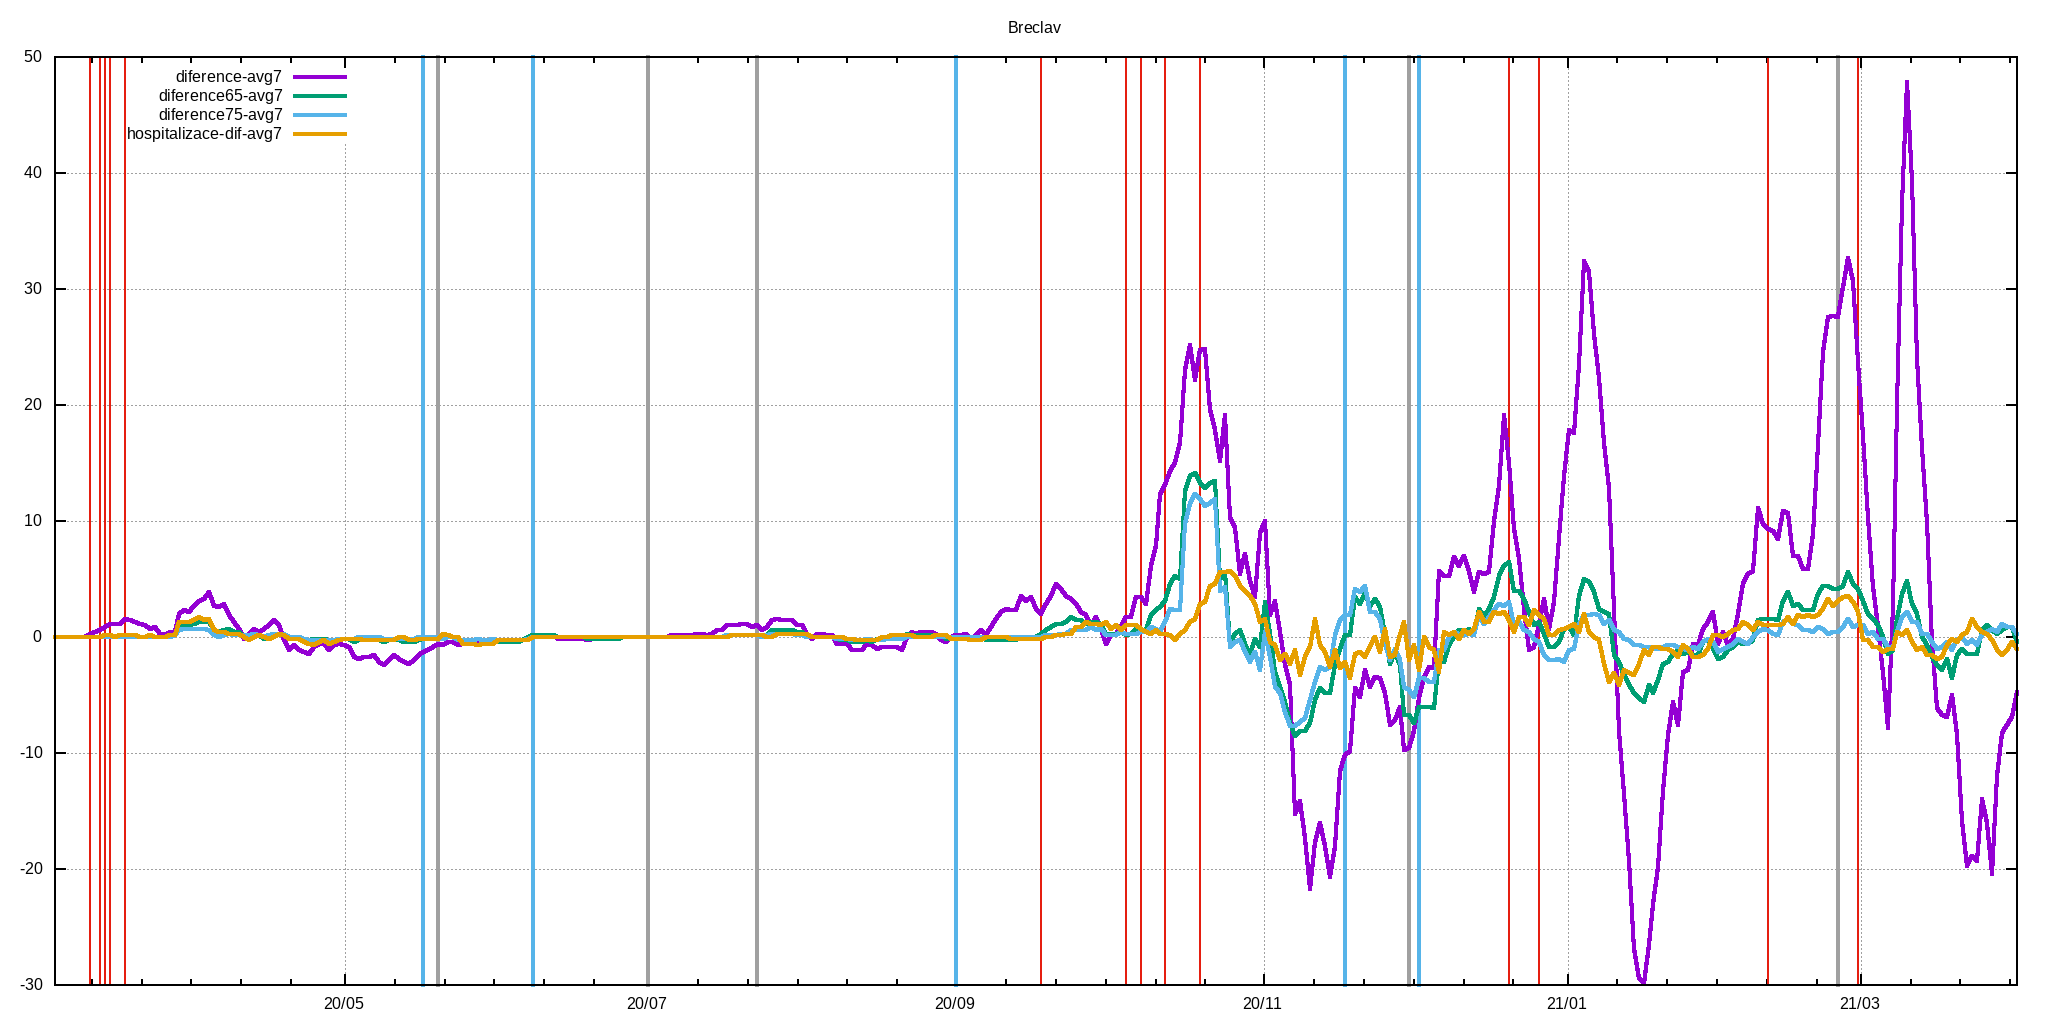 Breclav
50
40
30
20
10
0
-10
-20
-30
diference-avg7
diference65-avg7
diference75-avg7
hospitalizace-dif-avg7
20/05 20/07 20/09 20/11 21/01 21/03